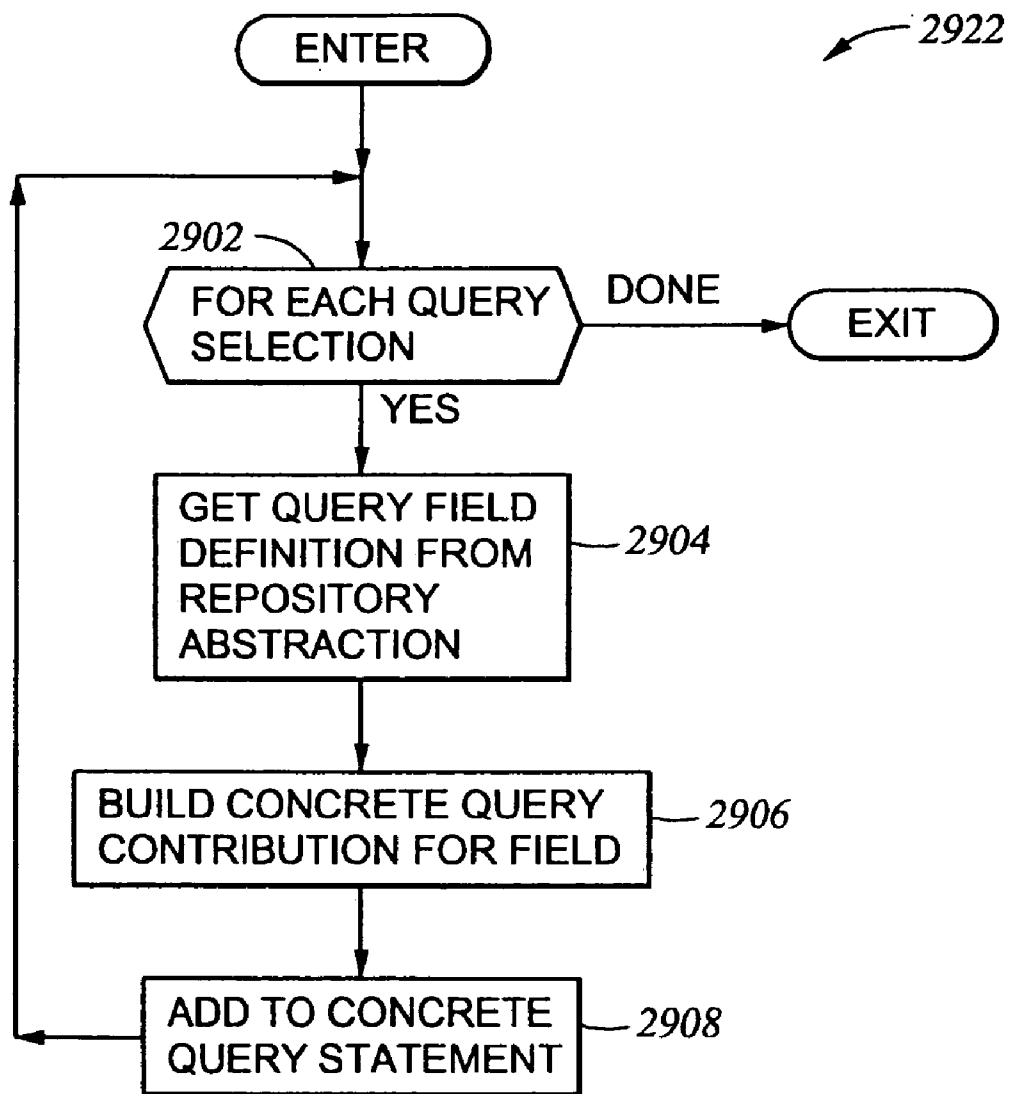 ENTER
2922
2902
FOR EACH QUERY
SELECTION
DONE
EXIT
YES
GET QUERY FIELD
DEFINITION FROM
REPOSITORY
ABSTRACTION
2904
BUILD CONCRETE QUERY
CONTRIBUTION FOR FIELD
2906
ADD TO CONCRETE
QUERY STATEMENT
2908